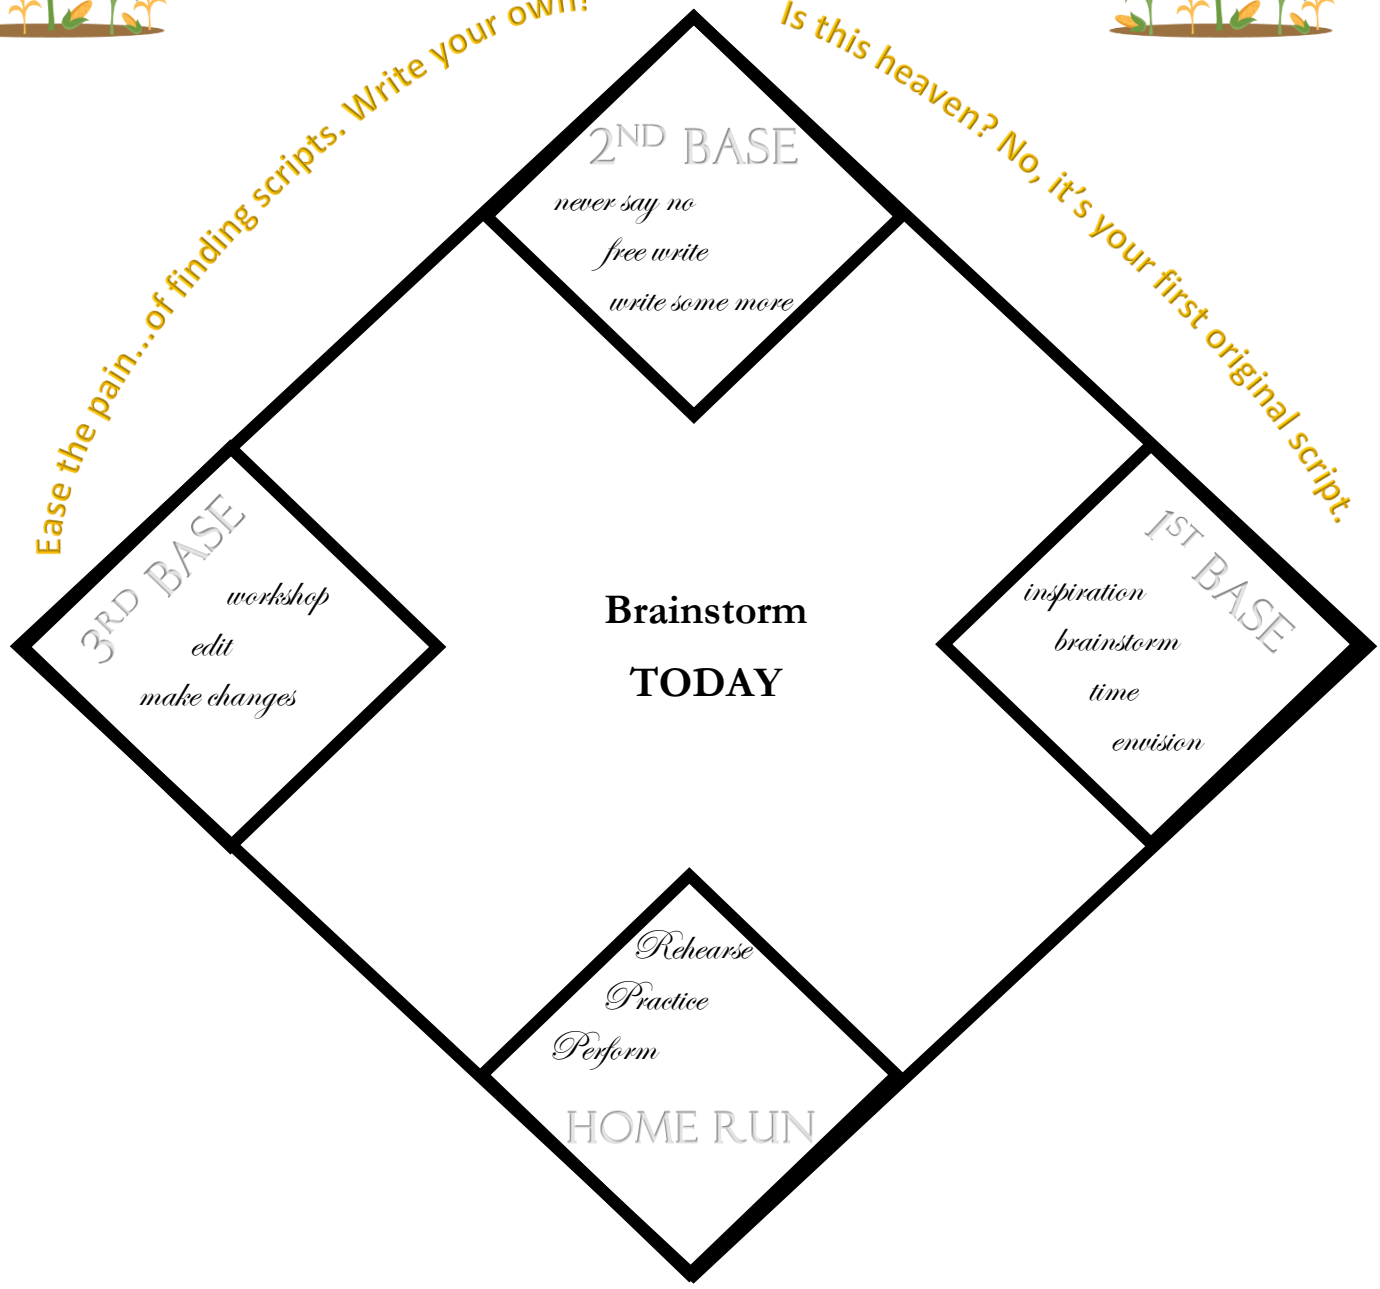 Ease the pain...of finding scripts. Write your own!
Is this heaven? No, it's your first original script.
2ND BASE
never say no
free write
write some more
3RD BASE
workshop
edit
make changes
Brainstorm
TODAY
1ST BASE
inspiration
brainstorm
time
envision
Rehearse
Practice
Perform
HOME RUN